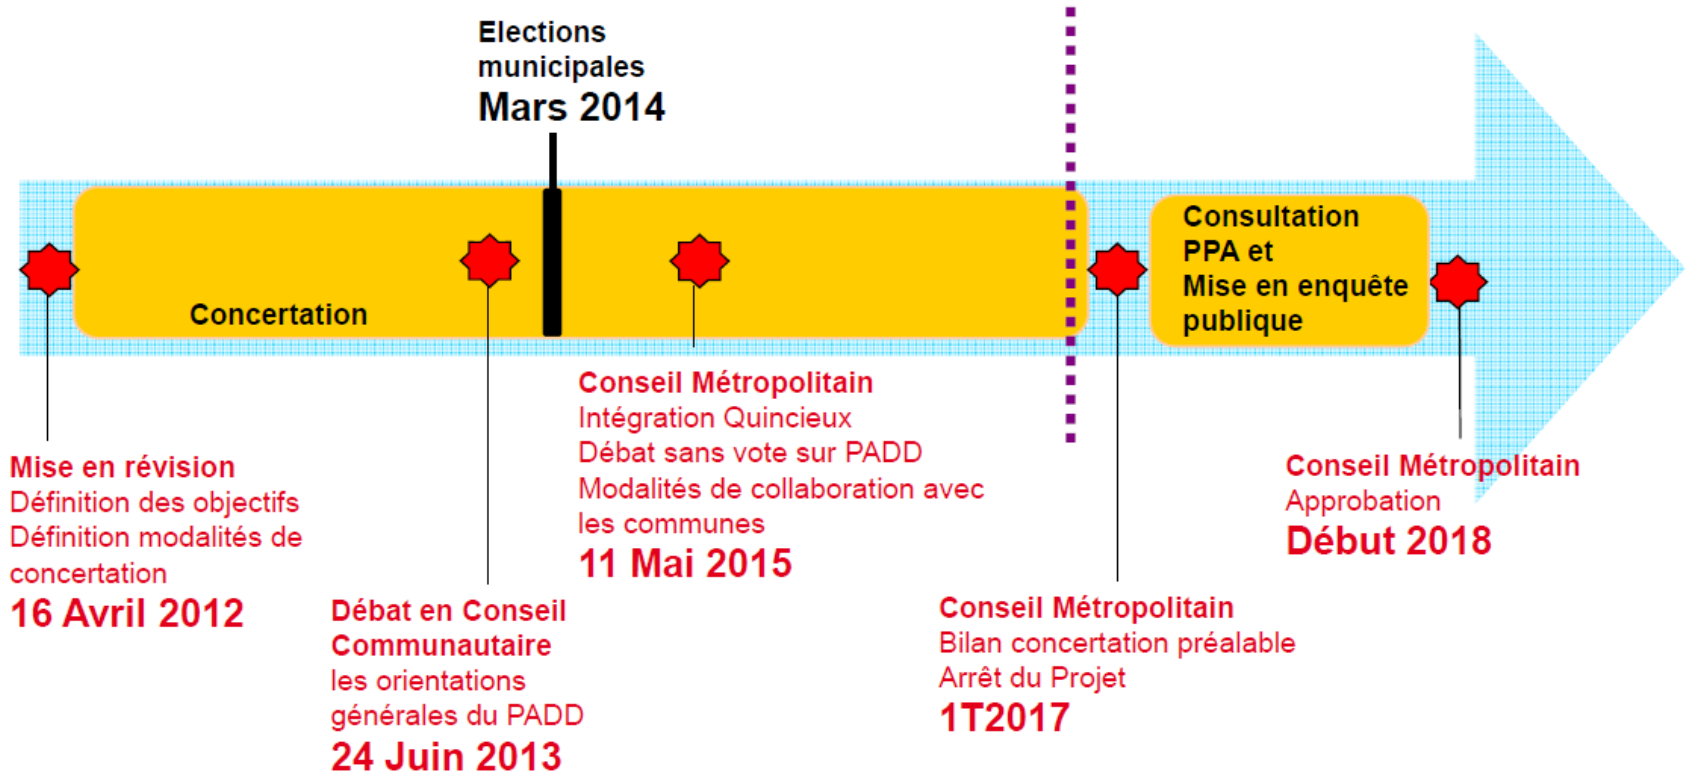 Elections
municipales
Mars 2014
Concertation
Consultation
PPA et
Mise en enquête
publique
Mise en révision
Définition des objectifs
Définition modalités de
concertation
16 Avril 2012
Débat en Conseil
Communautaire
les orientations
générales du PADD
24 Juin 2013
Conseil Métropolitain
Intégration Quincieux
Débat sans vote sur PADD
Modalités de collaboration avec
les communes
11 Mai 2015
Conseil Métropolitain
Bilan concertation préalable
Arrêt du Projet
1T2017
Conseil Métropolitain
Approbation
Début 2018